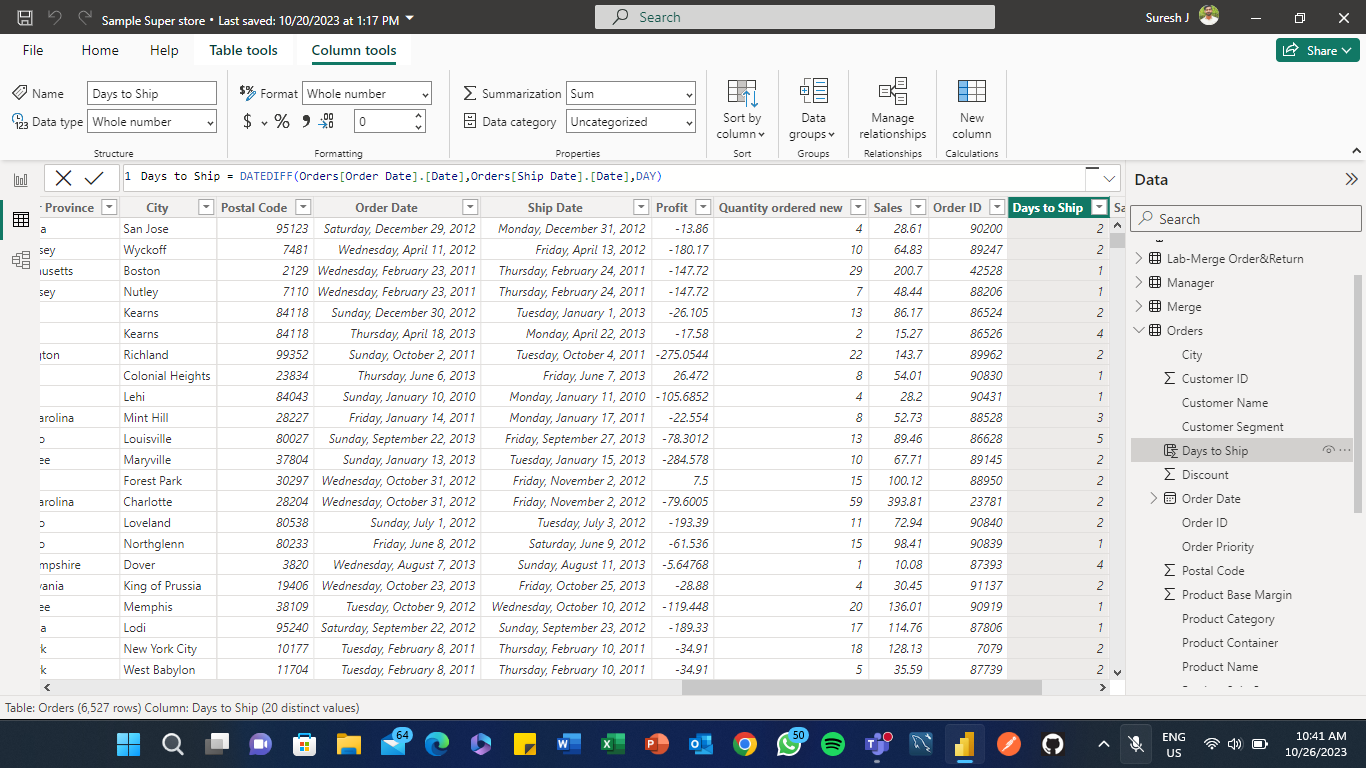 Sample Super store • Last saved: 10/20/2023 at 1:17 PM
Search
Suresh J
File Home Help Table tools Column tools
Share
Name Days to Ship
Data type Whole number
Structure
$% Format Whole number
$ % 0
Formatting
Summarization Sum
Data category Uncategorized
Properties
Sort by
column
Sort
Data
groups
Groups
Manage
relationships
Relationships
New
column
Calculations
1 Days to Ship = DATEDIFF(Orders[Order Date].[Date],Orders[Ship Date].[Date],DAY)
Province City Postal Code Order Date Ship Date Profit Quantity ordered new Sales Order ID Days to Ship Sa
a San Jose 95123 Saturday, December 29, 2012 Monday, December 31, 2012 -13.86 4 28.61 90200 2
sey Wyckoff 7481 Wednesday, April 11, 2012 Friday, April 13, 2012 -180.17 10 64.83 89247 2
usetts Boston 2129 Wednesday, February 23, 2011 Thursday, February 24, 2011 -147.72 29 200.7 42528 1
sey Nutley 7110 Wednesday, February 23, 2011 Thursday, February 24, 2011 -147.72 7 48.44 88206 1
Kearns 84118 Sunday, December 30, 2012 Tuesday, January 1, 2013 -26.105 13 86.17 86524 2
Kearns 84118 Thursday, April 18, 2013 Monday, April 22, 2013 -17.58 2 15.27 86526 4
gton Richland 99352 Sunday, October 2, 2011 Tuesday, October 4, 2011 -275.0544 22 143.7 89962 2
Colonial Heights 23834 Thursday, June 6, 2013 Friday, June 7, 2013 26.472 8 54.01 90830 1
Lehi 84043 Sunday, January 10, 2010 Monday, January 11, 2010 -105.6852 4 28.2 90431 1
arolina Mint Hill 28227 Friday, January 14, 2011 Monday, January 17, 2011 -22.554 8 52.73 88528 3
o Louisville 80027 Sunday, September 22, 2013 Friday, September 27, 2013 -78.3012 13 89.46 86628 5
ee Maryville 37804 Sunday, January 13, 2013 Tuesday, January 15, 2013 -284.578 10 67.71 89145 2
Forest Park 30297 Wednesday, October 31, 2012 Friday, November 2, 2012 7.5 15 100.12 88950 2
arolina Charlotte 28204 Wednesday, October 31, 2012 Friday, November 2, 2012 -79.6005 59 393.81 23781 2
o Loveland 80538 Sunday, July 1, 2012 Tuesday, July 3, 2012 -193.39 11 72.94 90840 2
o Northglenn 80233 Friday, June 8, 2012 Saturday, June 9, 2012 -61.536 15 98.41 90839 1
mpshire Dover 3820 Wednesday, August 7, 2013 Sunday, August 11, 2013 -5.64768 1 10.08 87393 4
vania King of Prussia 19406 Wednesday, October 23, 2013 Friday, October 25, 2013 -28.88 4 30.45 91137 2
ee Memphis 38109 Tuesday, October 9, 2012 Wednesday, October 10, 2012 -119.448 20 136.01 90919 1
a Lodi 95240 Saturday, September 22, 2012 Sunday, September 23, 2012 -189.33 17 114.76 87806 1
k New York City 10177 Tuesday, February 8, 2011 Thursday, February 10, 2011 -34.91 18 128.13 7079 2
k West Babylon 11704 Tuesday, February 8, 2011 Thursday, February 10, 2011 -34.91 5 35.59 87739 2
Data
Search
Lab-Merge Order&Return
Manager
Merge
Orders
City
Customer ID
Customer Name
Customer Segment
Days to Ship
Discount
Order Date
Order ID
Order Priority
Postal Code
Product Base Margin
Product Category
Product Container
Product Name
Table: Orders (6,527 rows) Column: Days to Ship (20 distinct values)
64
50
ENG
US
10:41 AM
10/26/2023